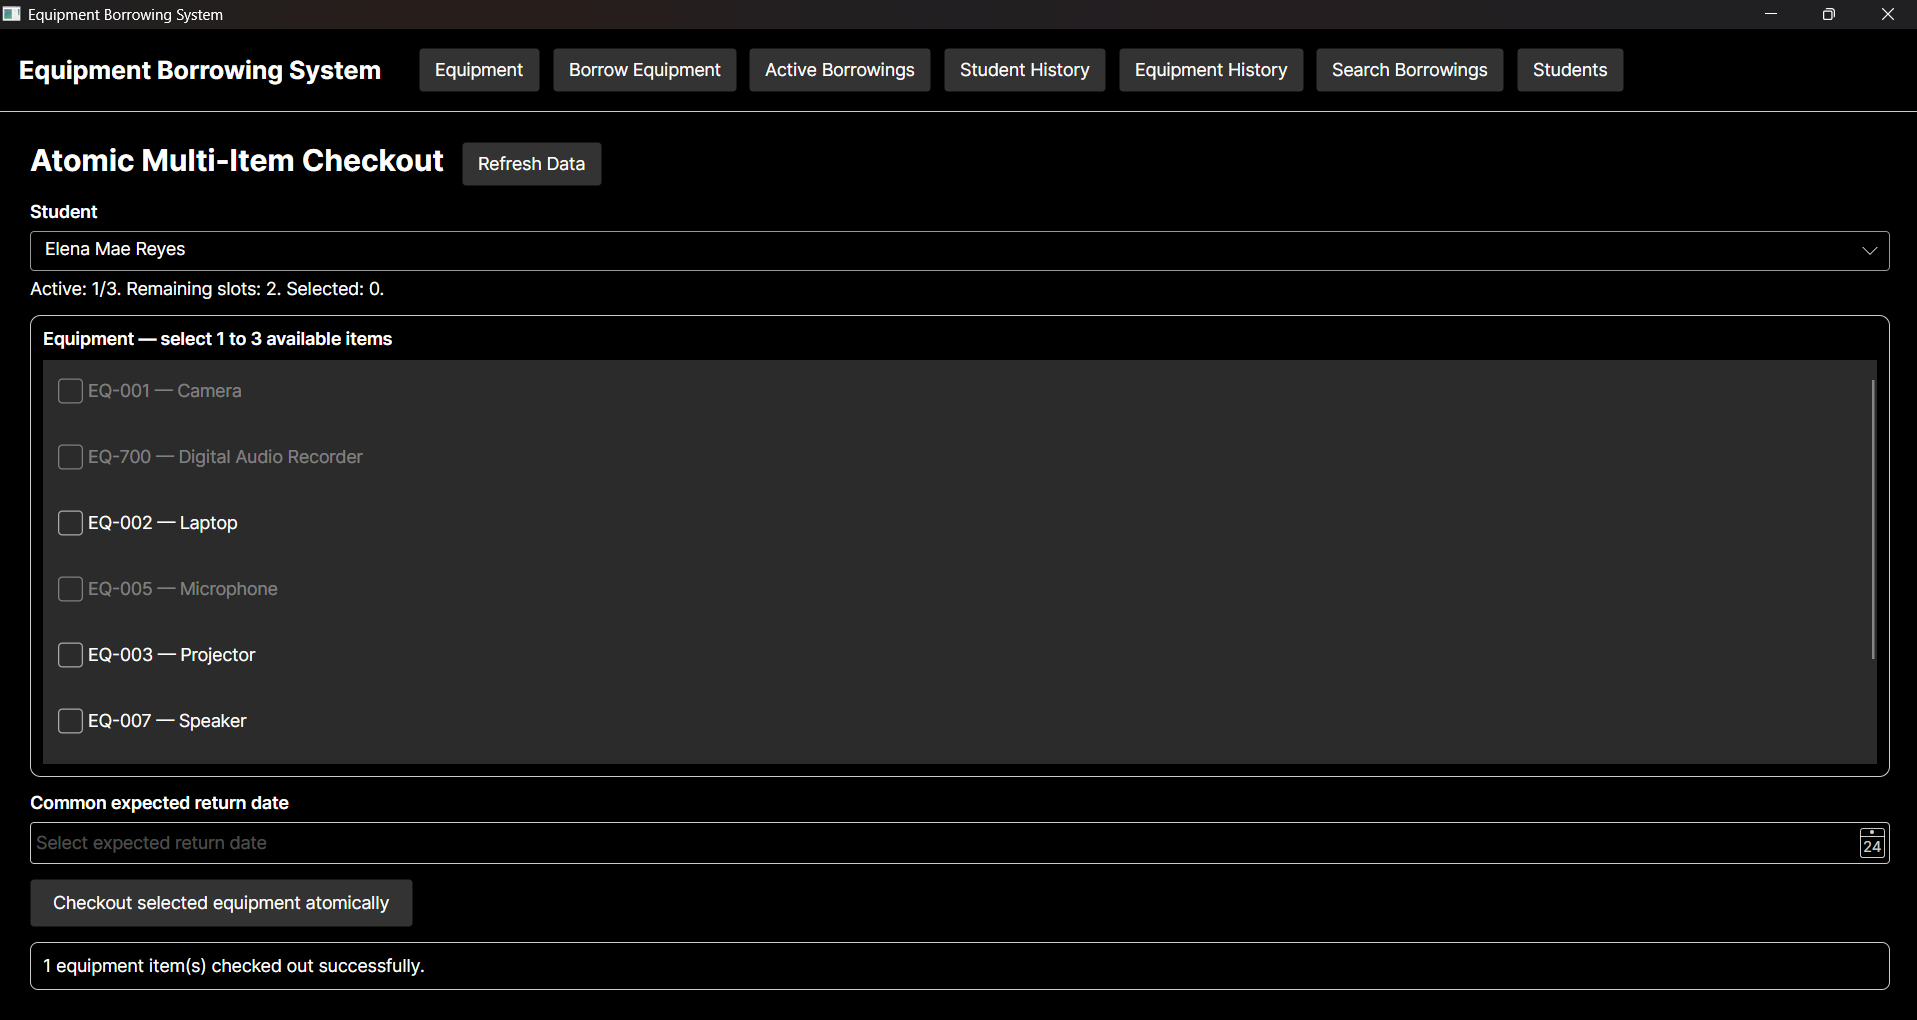 Equipment Borrowing System
Equipment Borrowing System
Equipment
Borrow Equipment
Active Borrowings
Student History
Equipment History
Search Borrowings
Students
Atomic Multi-Item Checkout
Refresh Data
Student
Elena Mae Reyes
Active: 1/3. Remaining slots: 2. Selected: 0.
Equipment — select 1 to 3 available items
EQ-001 — Camera
EQ-700 — Digital Audio Recorder
EQ-002 — Laptop
EQ-005 — Microphone
EQ-003 — Projector
EQ-007 — Speaker
Common expected return date
Select expected return date
24
Checkout selected equipment atomically
1 equipment item(s) checked out successfully.